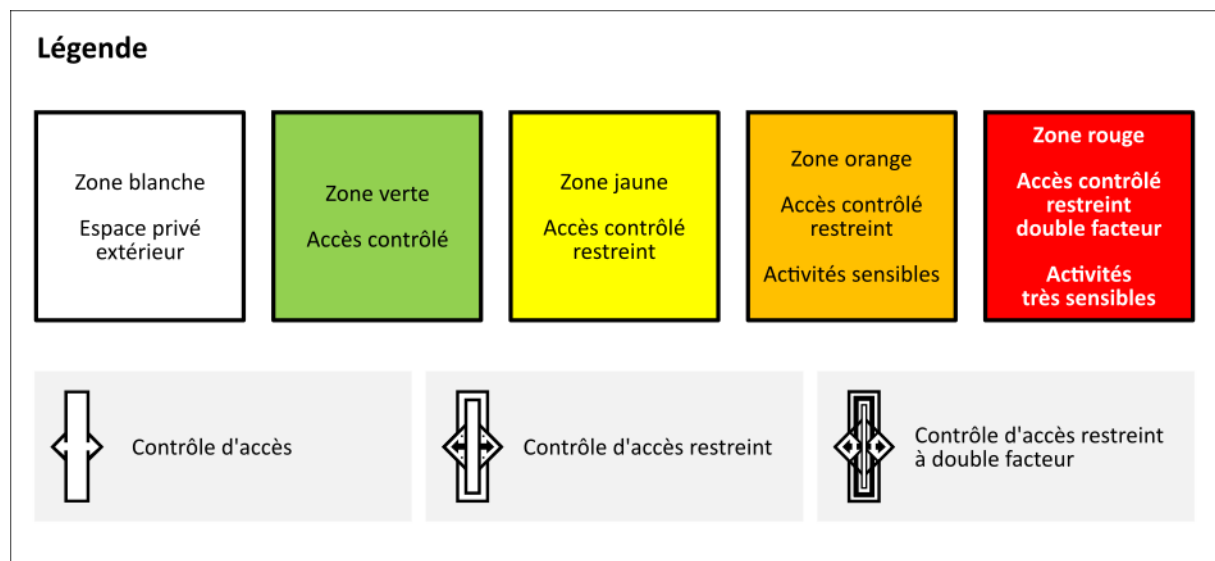 Légende
Zone blanche
Espace privé
extérieur
Zone verte
Accès contrôlé
Zone jaune
Accès contrôlé
restreint
Zone orange
Accès contrôlé
restreint
Activités sensibles
Zone rouge
Accès contrôlé
restreint
double facteur
Activités
très sensibles
Contrôle d'accès
Contrôle d'accès restreint
Contrôle d'accès restreint
à double facteur